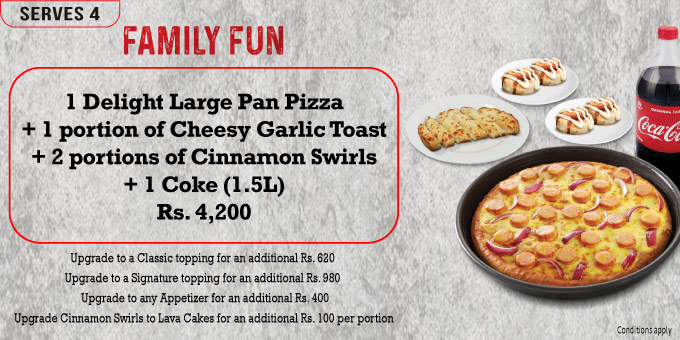 SERVES 4
FAMILY FUN
1 Delight Large Pan Pizza
+ 1 portion of Cheesy Garlic Toast
+ 2 portions of Cinnamon Swirls
+ 1 Coke (1.5L)
Rs. 4,200
Upgrade to a Classic topping for an additional Rs. 620
Upgrade to a Signature topping for an additional Rs. 980
Upgrade to any Appetizer for an additional Rs. 400
Upgrade Cinnamon Swirls to Lava Cakes for an additional Rs. 100 per portion
Coca-Co
Conditions apply